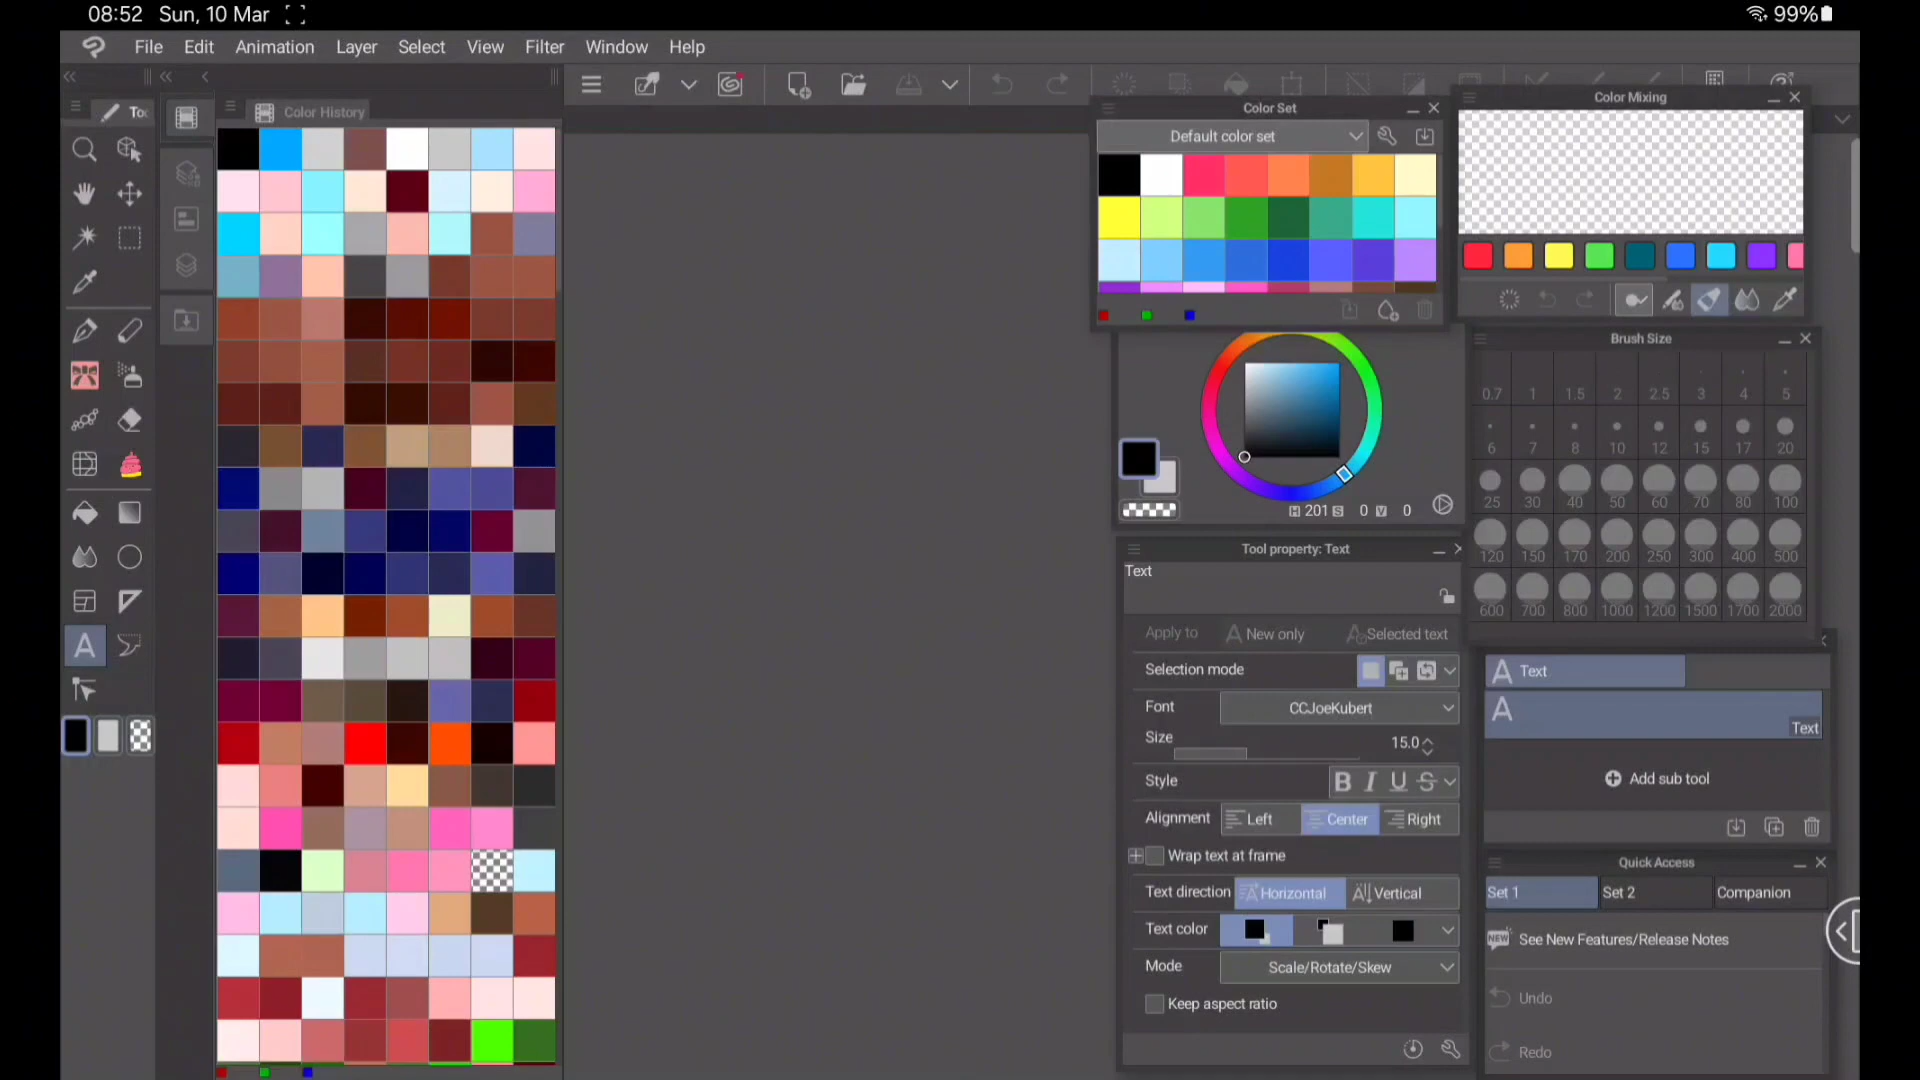 08:52 Sun, 10 Mar
99%
File Edit Animation Layer Select View Filter Window Help
Color History
Color Set
Default color set
Color Mixing
H 201 S 0 V 0
Brush Size
0.7 1 1.5 2 2.5 3 4 5
6 7 8 10 12 15 17 20
25 30 40 50 60 70 80 100
120 150 170 200 250 300 400 500
600 700 800 1000 1200 1500 1700 2000
Tool property: Text
Text
Apply to New only Selected text
Selection mode
Font CCJoeKubert
Size 15.0
Style B I U S
Alignment Left Center Right
Wrap text at frame
Text direction Horizontal Vertical
Text color
Mode Scale/Rotate/Skew
Keep aspect ratio
Text
Text
Add sub tool
Quick Access
Set 1 Set 2 Companion
NEW See New Features/Release Notes
Undo
Redo